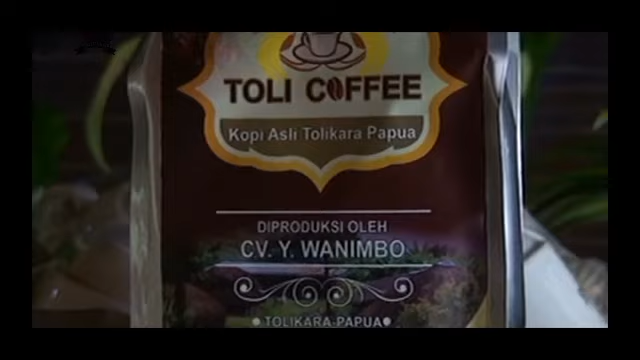 TOLI COFFEE
Kopi Asli Tolikara Papua
DIPRODUKSI OLEH
CV. Y. WANIMBO
TOLIKARA-PAPUA